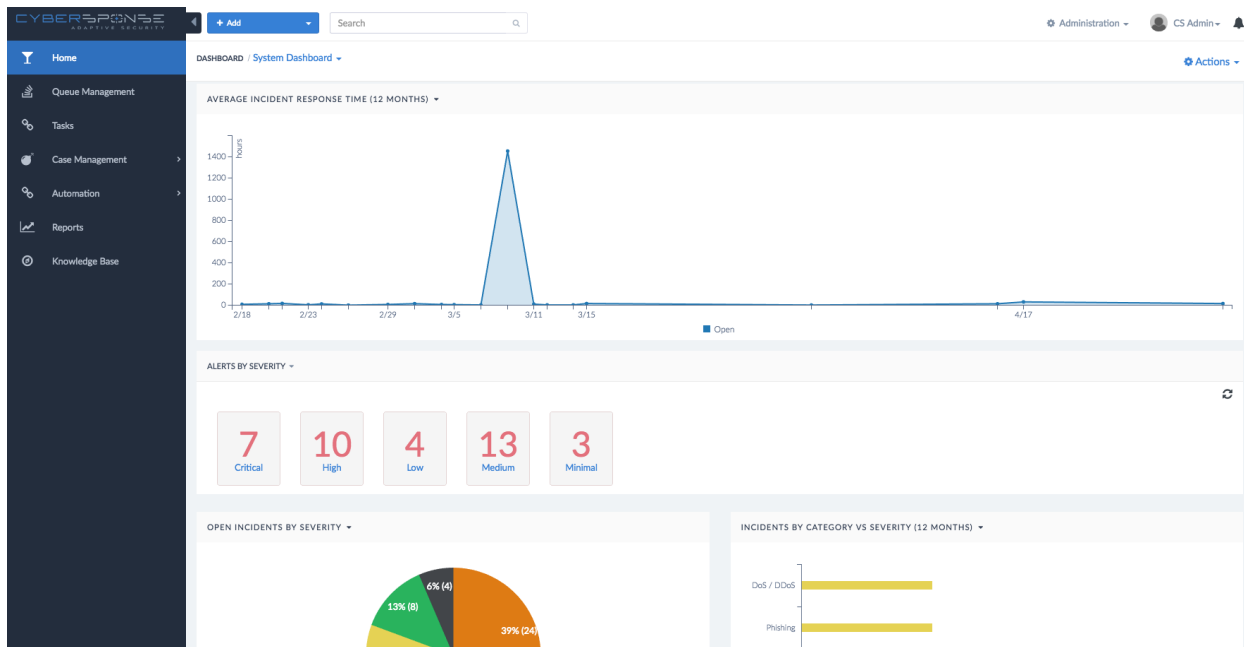 CYBERSPONSE
ADAPTIVE SECURITY
+ Add
Search
Administration
CS Admin
Home
Queue Management
Tasks
Case Management
Automation
Reports
Knowledge Base
DASHBOARD / System Dashboard
Actions
AVERAGE INCIDENT RESPONSE TIME (12 MONTHS)
hours
1400
1200
1000
800
600
400
200
0
2/18 2/23 2/29 3/5 3/11 3/15 4/17
Open
ALERTS BY SEVERITY
7 10 4 13 3
Critical High Low Medium Minimal
OPEN INCIDENTS BY SEVERITY
6% (4)
13% (8)
39% (24)
INCIDENTS BY CATEGORY VS SEVERITY (12 MONTHS)
DoS / DDoS
Phishing